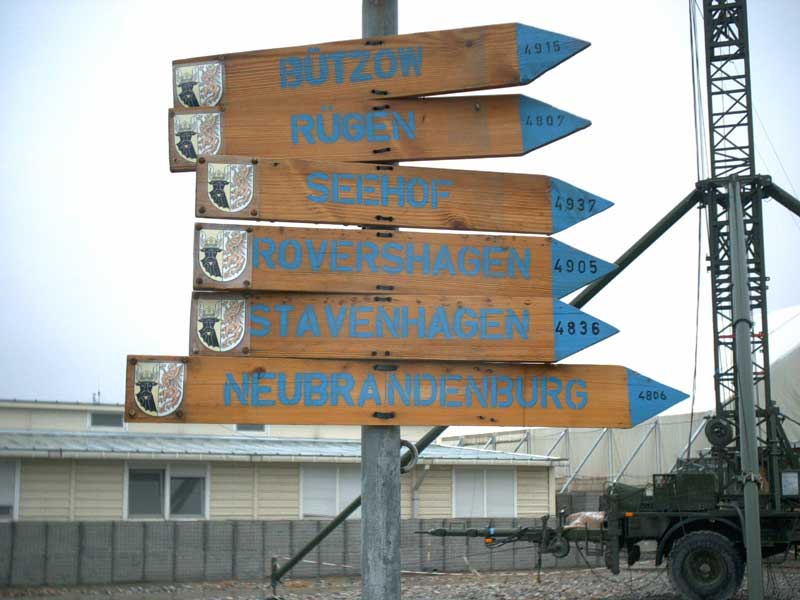 BÜTZOW 4915
RÜGEN 4807
SEEHOF 4937
ROVERSHAGEN 4905
STAVENHAGEN 4836
NEUBRANDENBURG 4806